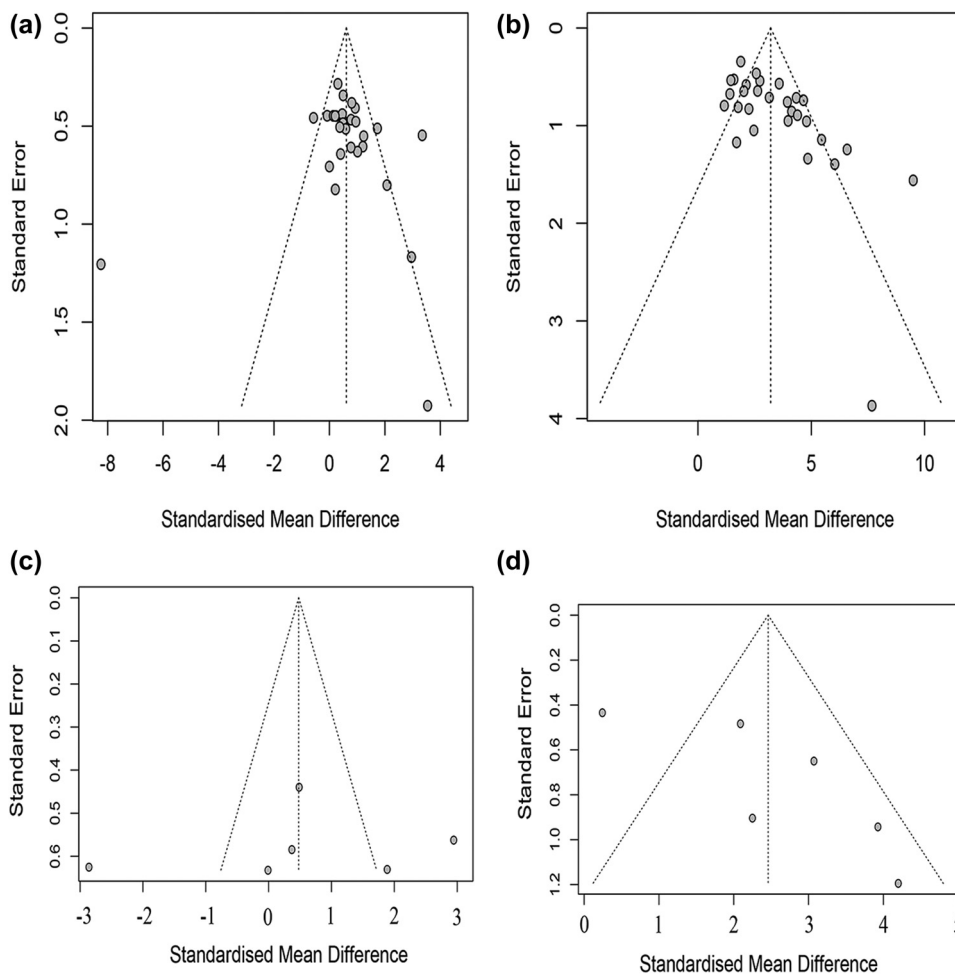 (a)
0.0
0.5
1.0
1.5
2.0
Standard Error
-8 -6 -4 -2 0 2 4
Standardised Mean Difference
(b)
0
1
2
3
4
Standard Error
0 5 10
Standardised Mean Difference
(c)
0.0
0.1
0.2
0.3
0.4
0.5
0.6
Standard Error
-3 -2 -1 0 1 2 3
Standardised Mean Difference
(d)
0.0
0.2
0.4
0.6
0.8
1.0
1.2
Standard Error
0 1 2 3 4 5
Standardised Mean Difference